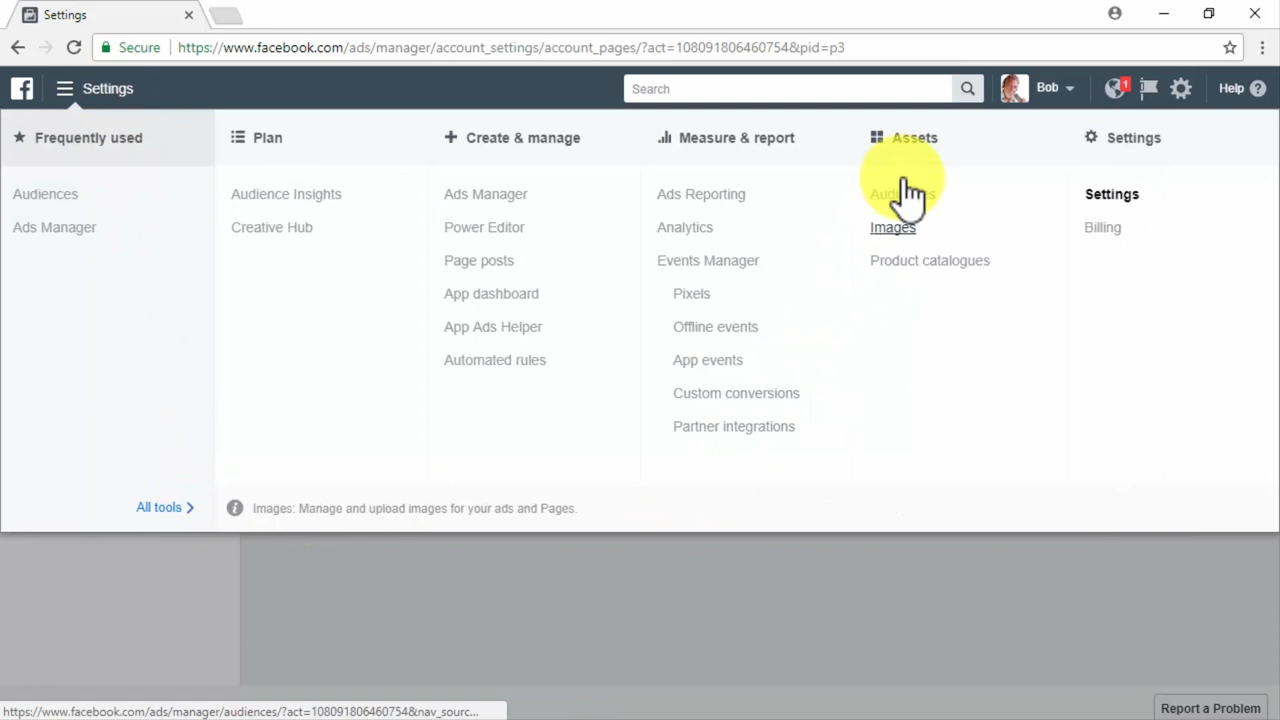 Settings
Secure
https://www.facebook.com/ads/manager/account_settings/account_pages/?act=108091806460754&pid=p3
Settings
Search
Bob
1
Help
Frequently used
Audiences
Ads Manager
All tools
Plan
Audience Insights
Creative Hub
Create & manage
Ads Manager
Power Editor
Page posts
App dashboard
App Ads Helper
Automated rules
Measure & report
Ads Reporting
Analytics
Events Manager
Pixels
Offline events
App events
Custom conversions
Partner integrations
Assets
Audiences
Images
Product catalogues
Settings
Settings
Billing
Images: Manage and upload images for your ads and Pages.
https://www.facebook.com/ads/manager/audiences/?act=108091806460754&nav_sourc...
Report a Problem